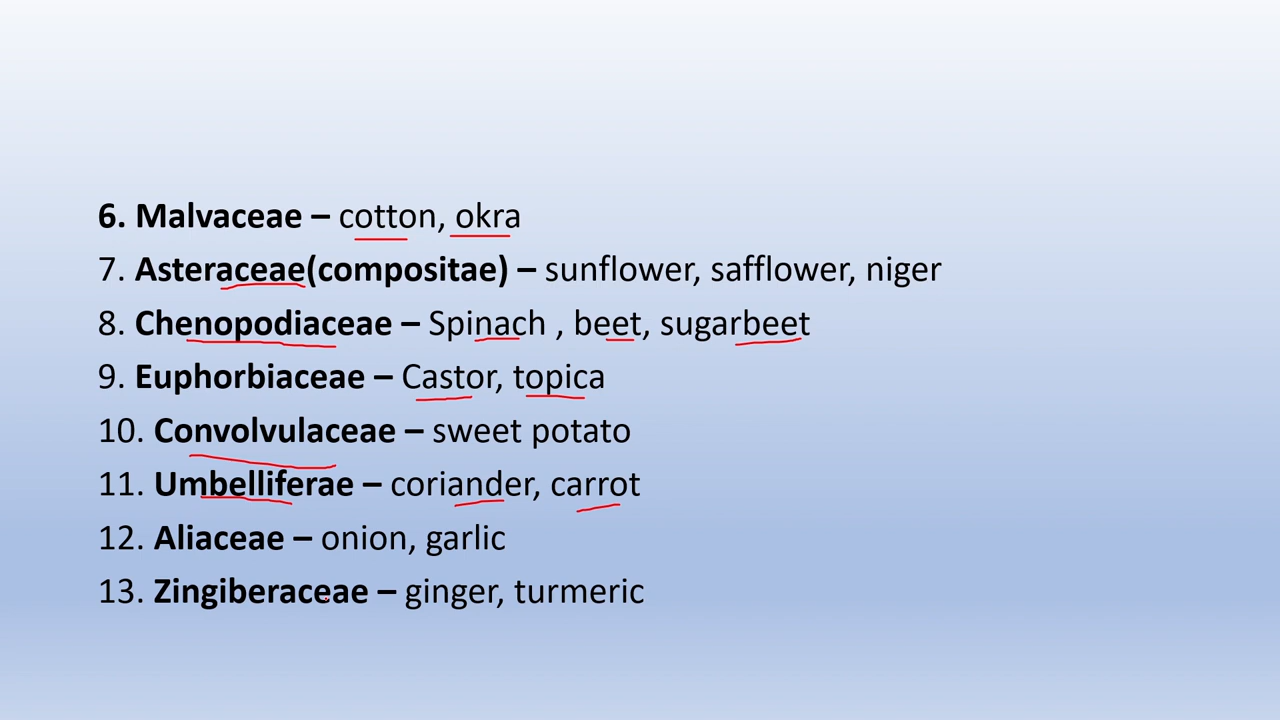 6. Malvaceae – cotton, okra
7. Asteraceae(compositae) – sunflower, safflower, niger
8. Chenopodiaceae – Spinach , beet, sugarbeet
9. Euphorbiaceae – Castor, topica
10. Convolvulaceae – sweet potato
11. Umbelliferae – coriander, carrot
12. Aliaceae – onion, garlic
13. Zingiberaceae – ginger, turmeric